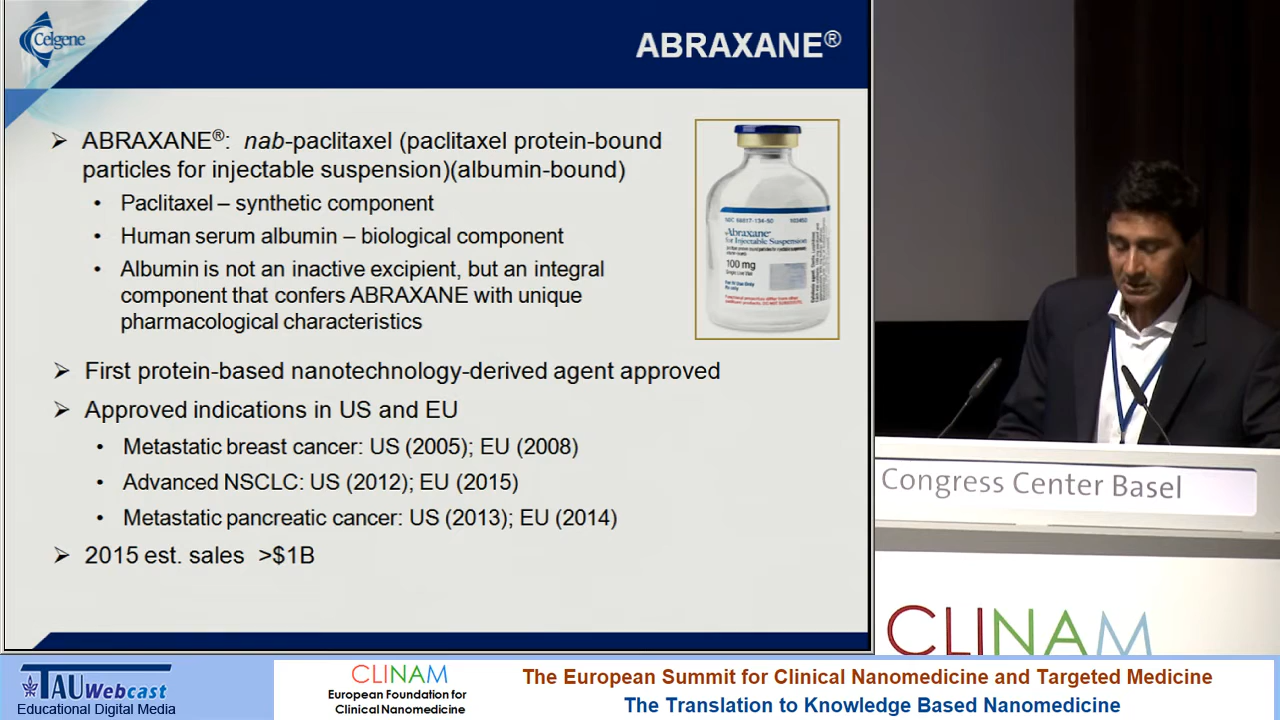 Celgene
ABRAXANE®
➢ ABRAXANE®: nab-paclitaxel (paclitaxel protein-bound
particles for injectable suspension)(albumin-bound)
• Paclitaxel – synthetic component
• Human serum albumin – biological component
• Albumin is not an inactive excipient, but an integral
component that confers ABRAXANE with unique
pharmacological characteristics
Abraxane
for Injectable Suspension
100 mg
➢ First protein-based nanotechnology-derived agent approved
➢ Approved indications in US and EU
• Metastatic breast cancer: US (2005); EU (2008)
• Advanced NSCLC: US (2012); EU (2015)
• Metastatic pancreatic cancer: US (2013); EU (2014)
➢ 2015 est. sales >$1B
Congress Center Basel
CLINAM
TAU Webcast
Educational Digital Media
CLINAM
European Foundation for
Clinical Nanomedicine
The European Summit for Clinical Nanomedicine and Targeted Medicine
The Translation to Knowledge Based Nanomedicine